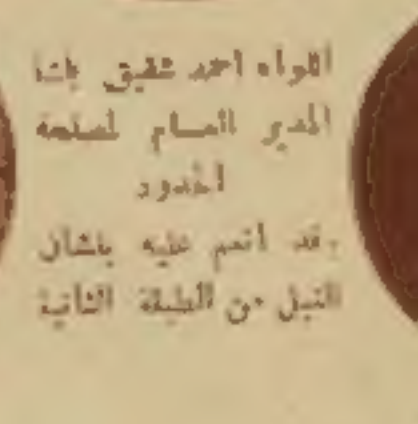 اللواء احمد شفيق باشا
المدير العام لمصلحة
الحدود
وقد انعم عليه بنشان
النيل من الطبقة الثانية